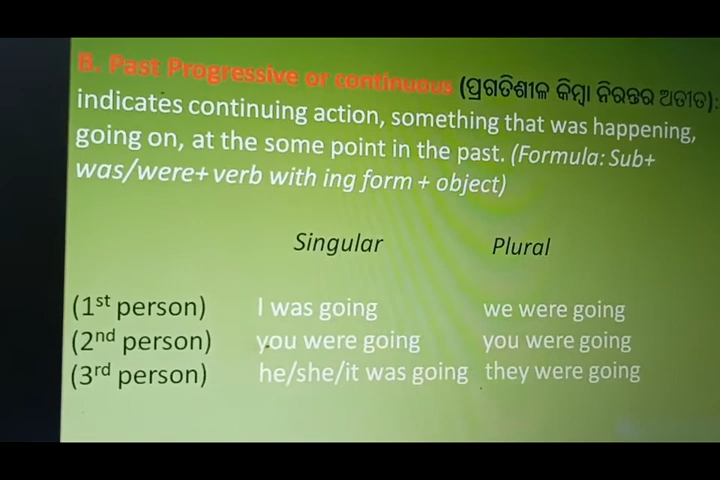 B. Past Progressive or continuous (ପ୍ରଗତିଶୀଳ କିମ୍ବା ନିରନ୍ତର ଅତୀତ):
indicates continuing action, something that was happening,
going on, at the some point in the past. (Formula: Sub+
was/were+ verb with ing form + object)
Singular Plural
(1st person) I was going we were going
(2nd person) you were going you were going
(3rd person) he/she/it was going they were going